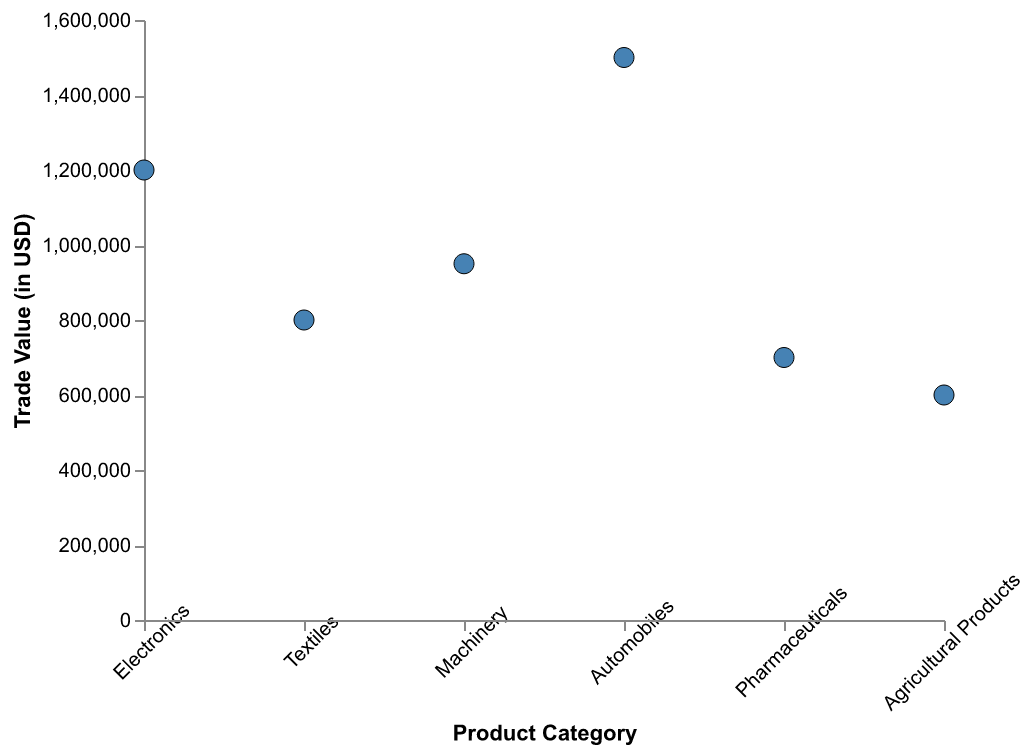 1,600,000
1,400,000
1,200,000
1,000,000
800,000
600,000
400,000
200,000
0
Trade Value (in USD)
Electronics
Textiles
Machinery
Automobiles
Pharmaceuticals
Agricultural Products
Product Category